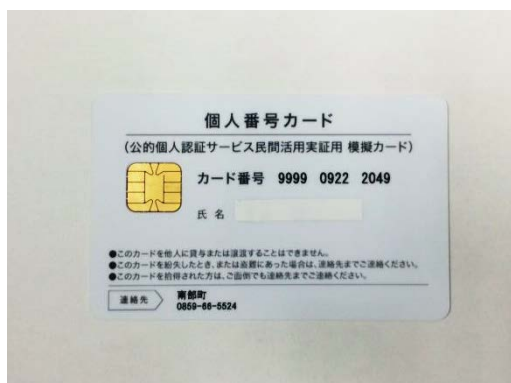 個人番号カード
(公的個人認証サービス民間活用実証用 模擬カード)
カード番号 9999 0922 2049
氏 名
●このカードを他人に貸与または譲渡することはできません。
●このカードを紛失したとき、または盗難にあった場合は、連絡先までご連絡ください。
●このカードを拾得された方は、ご面倒でも連絡先までご連絡ください。
連絡先 南部町
0859-66-5524